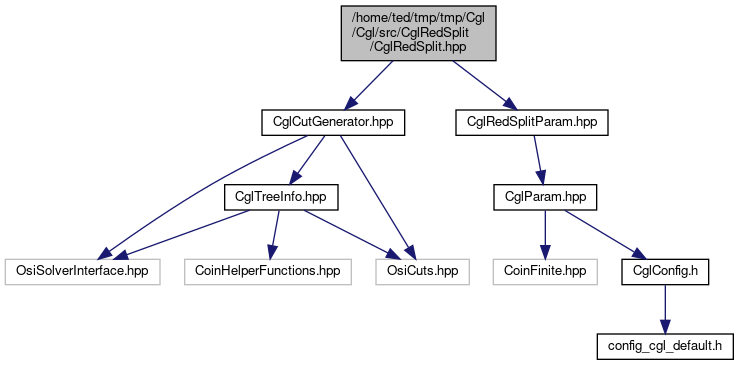 /home/ted/tmp/tmp/Cgl
/Cgl/src/CglRedSplit
/CglRedSplit.hpp
CglCutGenerator.hpp
CglRedSplitParam.hpp
CglTreeInfo.hpp
CglParam.hpp
OsiSolverInterface.hpp
CoinHelperFunctions.hpp
OsiCuts.hpp
CoinFinite.hpp
CglConfig.h
config_cgl_default.h